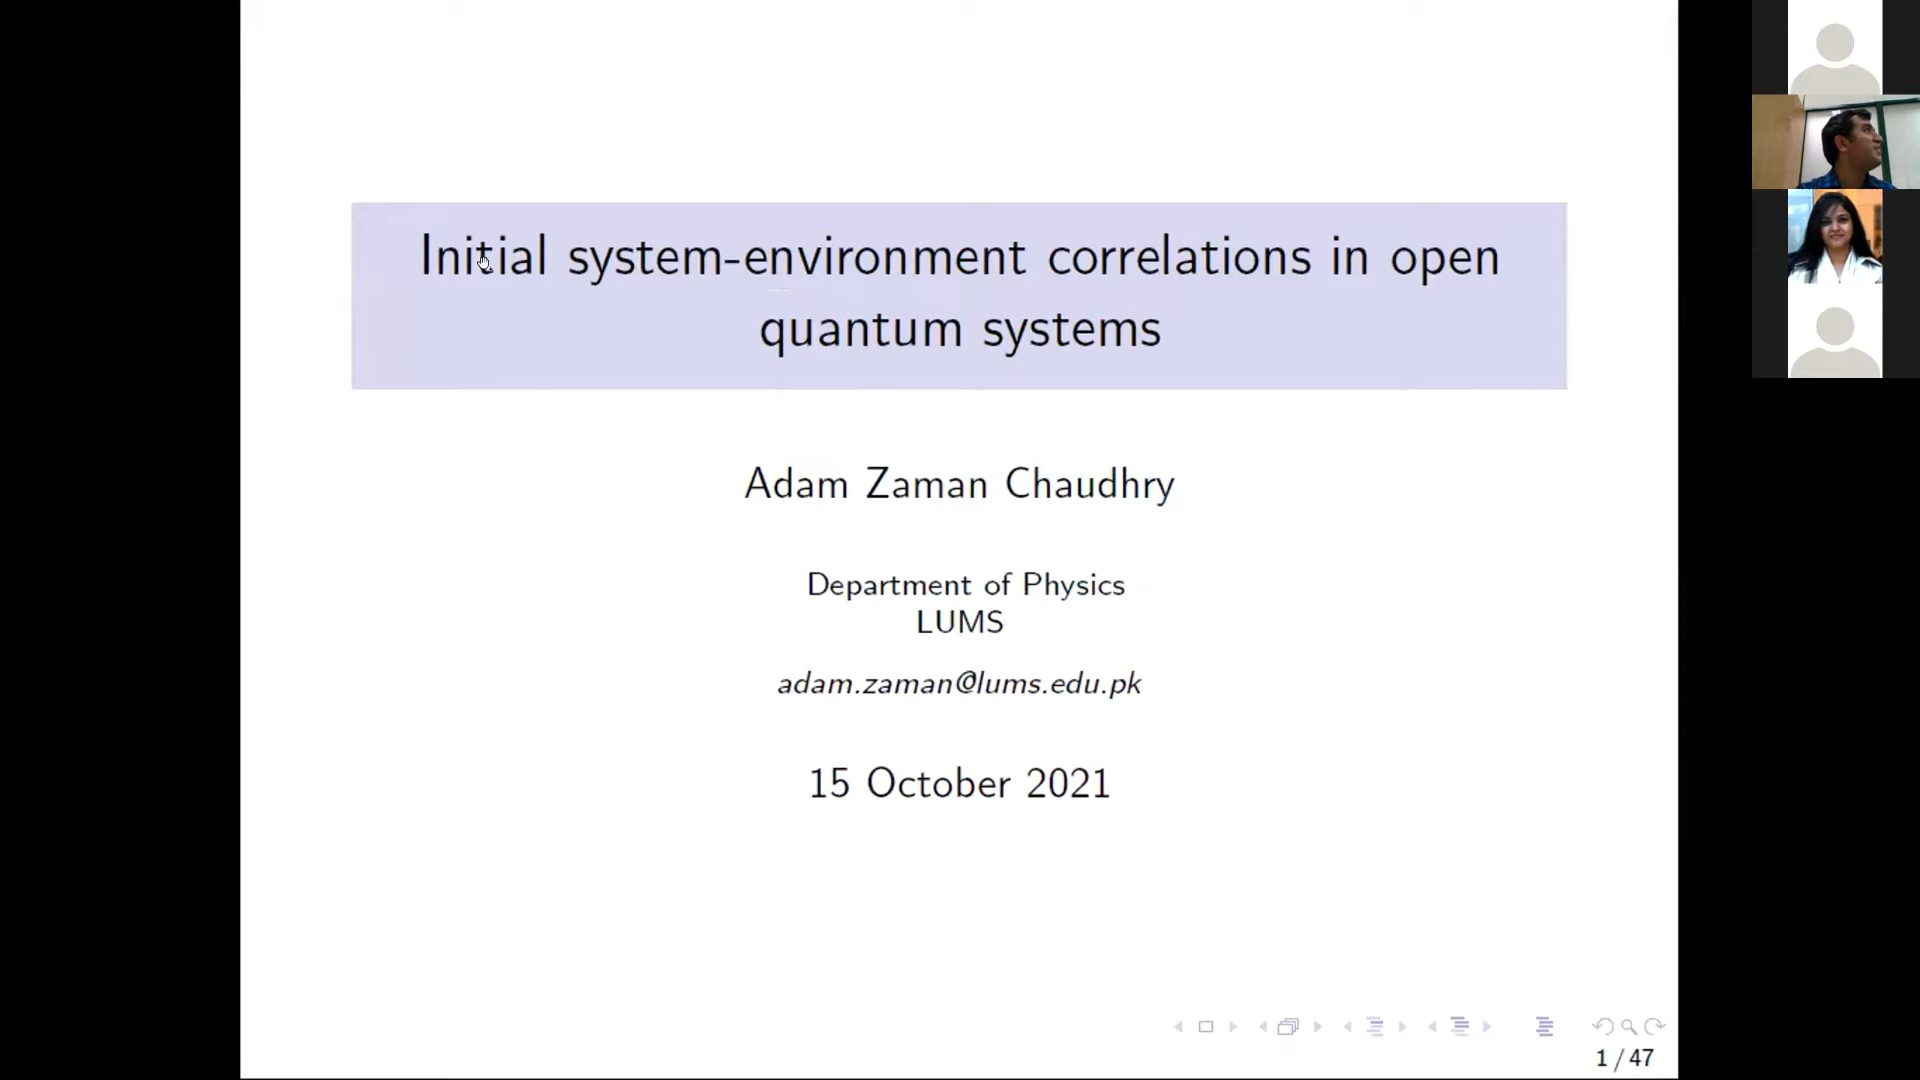 Initial system-environment correlations in open
quantum systems
Adam Zaman Chaudhry
Department of Physics
LUMS
adam.zaman@lums.edu.pk
15 October 2021
1 / 47